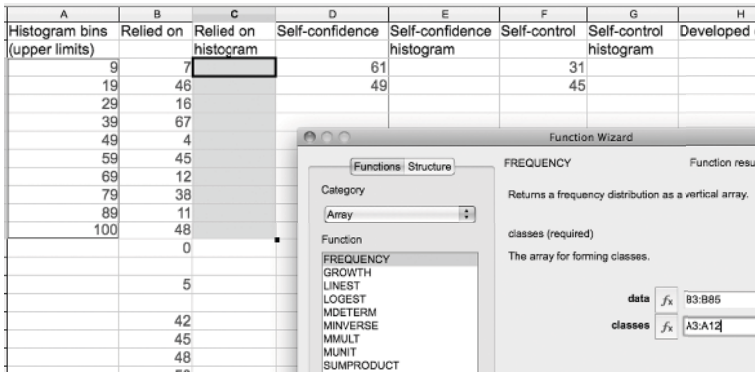 A B C D E F G H
Histogram bins Relied on Relied on Self-confidence Self-confidence Self-control Self-control Developed
(upper limits) histogram histogram histogram
9 7 61 31
19 46 49 45
29 16
39 67
49 4
59 45
69 12
79 38
89 11
100 48
0
5
42
45
48
Function Wizard
Functions Structure
FREQUENCY Function resu
Category
Returns a frequency distribution as a vertical array.
Array
classes (required)
Function
The array for forming classes.
FREQUENCY
GROWTH
LINEST
LOGEST
data fx B3:B85
MDETERM
MINVERSE
classes fx A3:A12
MMULT
MUNIT
SUMPRODUCT